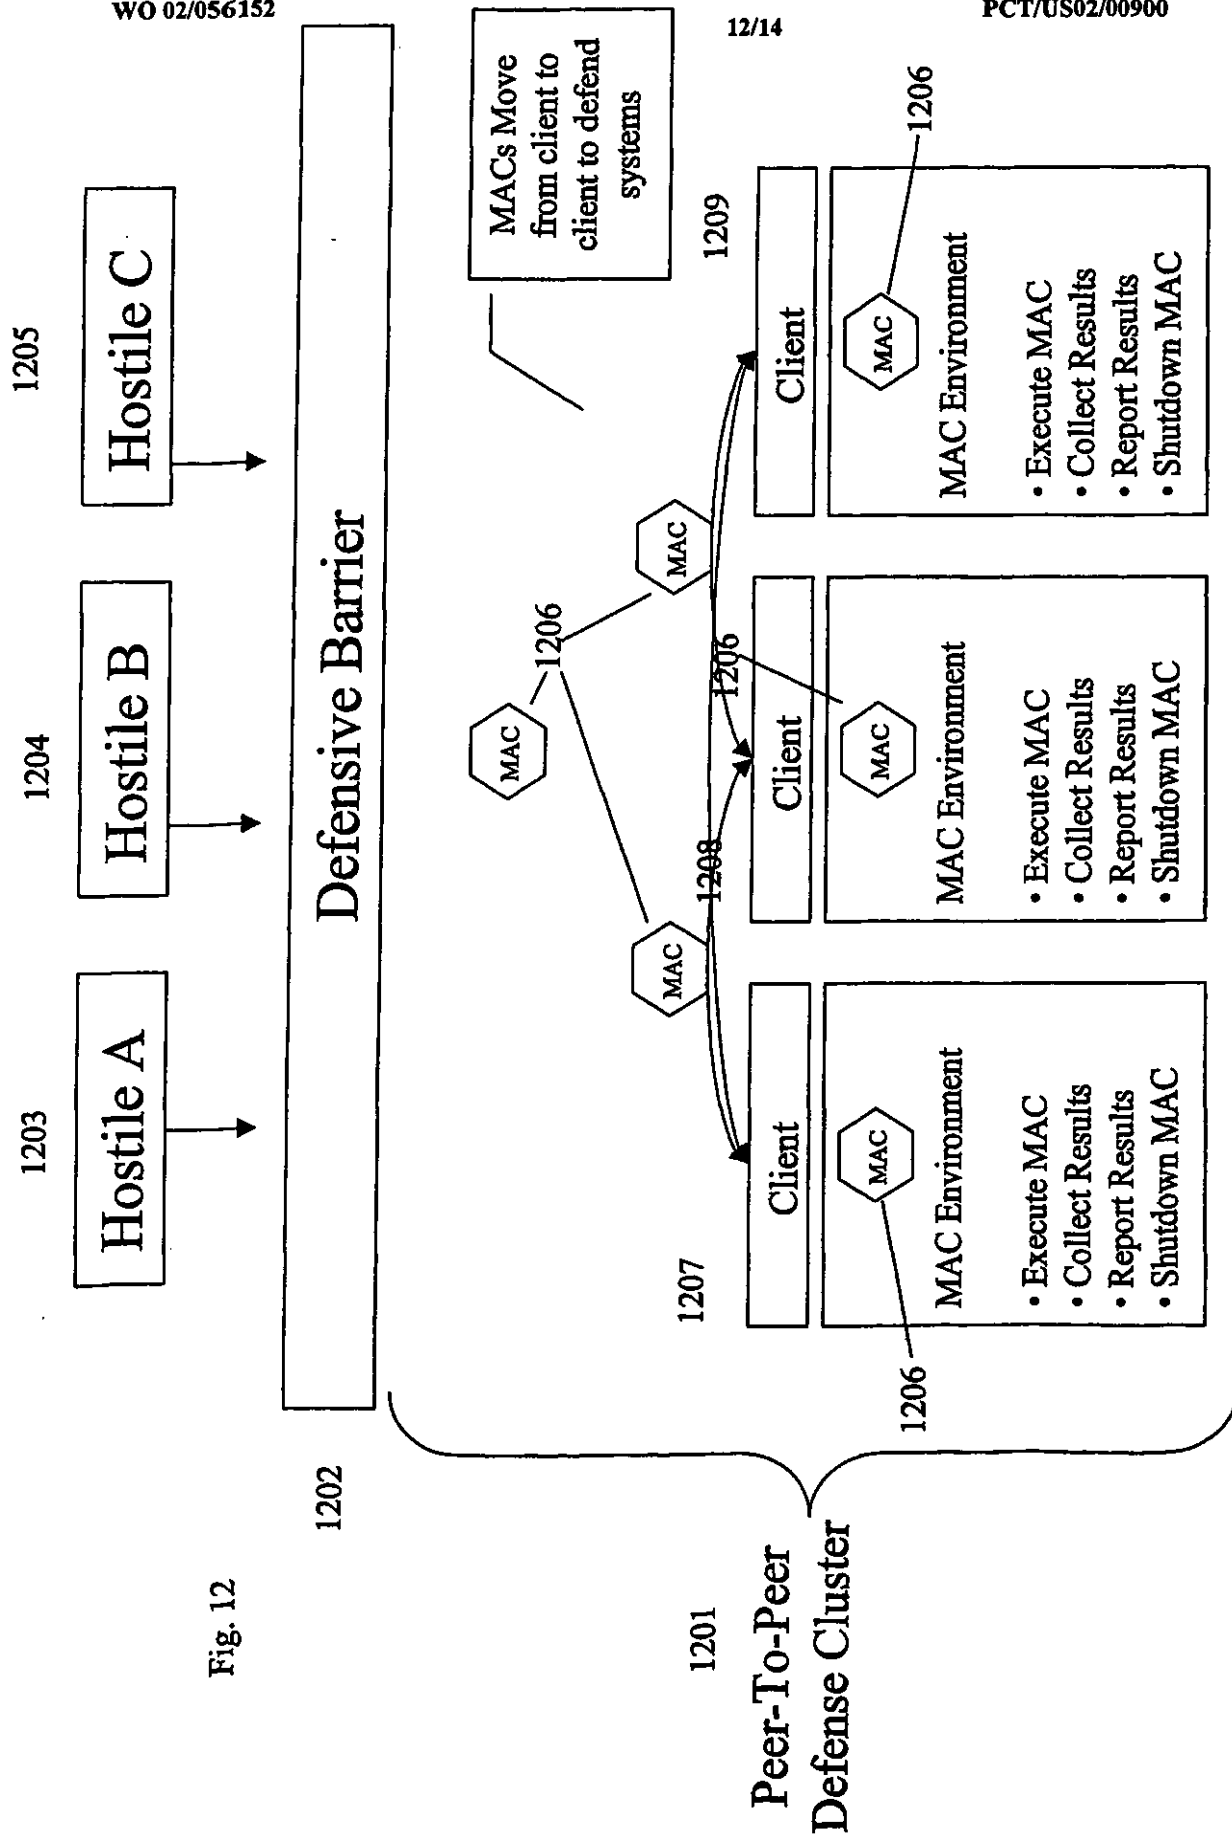 WO 02/056152
12/14
PCT/US02/00900
Fig. 12
1203
1204
1205
Hostile A
Hostile B
Hostile C
1202
Defensive Barrier
MACs Move
from client to
client to defend
systems
MAC
1206
MAC
MAC
1201
Peer-To-Peer
Defense Cluster
1207
1208
1206
1209
Client
MAC
1206
MAC Environment
• Execute MAC
• Collect Results
• Report Results
• Shutdown MAC
Client
MAC
MAC Environment
• Execute MAC
• Collect Results
• Report Results
• Shutdown MAC
Client
MAC
1206
MAC Environment
• Execute MAC
• Collect Results
• Report Results
• Shutdown MAC